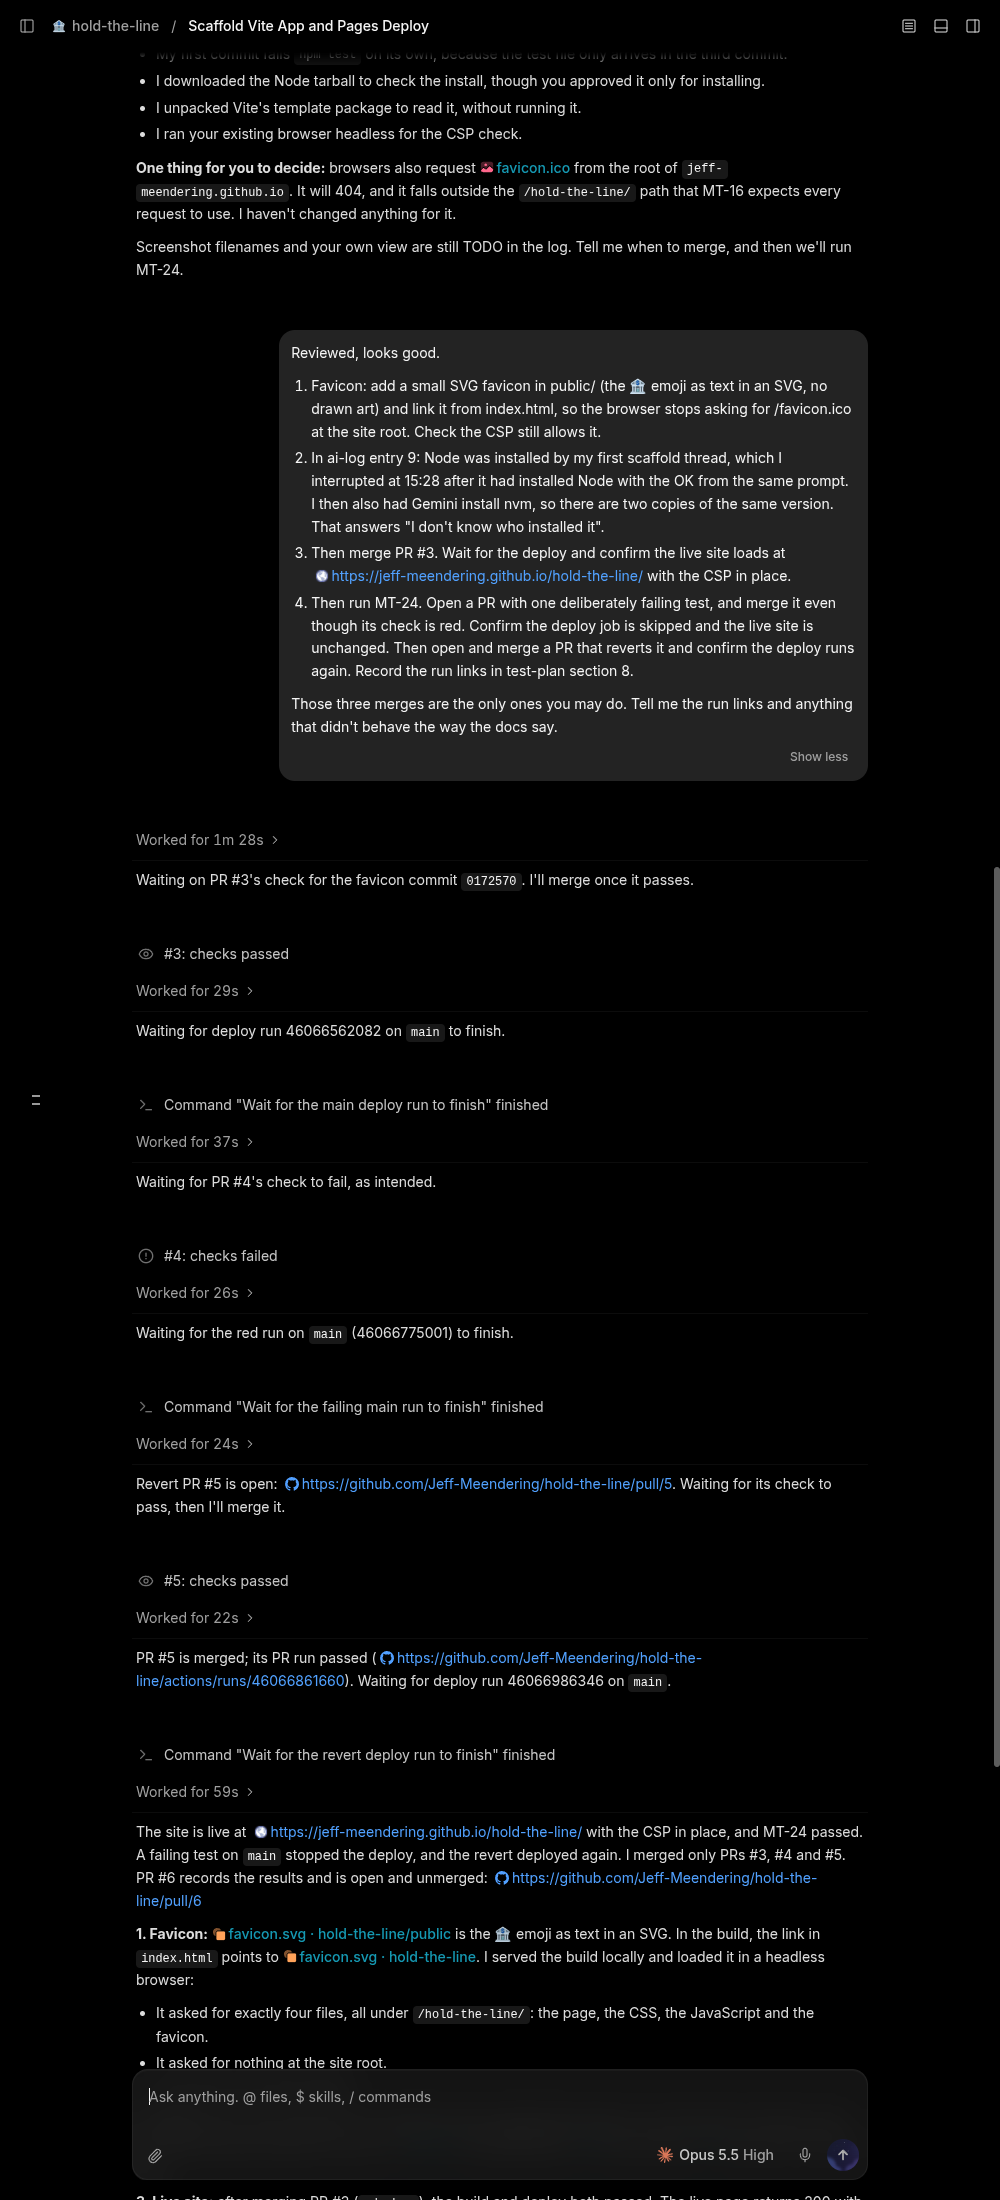 hold-the-line / Scaffold Vite App and Pages Deploy
My first commit fails npm test on its own, because the test file only arrives in the third commit.
I downloaded the Node tarball to check the install, though you approved it only for installing.
I unpacked Vite's template package to read it, without running it.
I ran your existing browser headless for the CSP check.
One thing for you to decide: browsers also request favicon.ico from the root of jeff-
meendering.github.io. It will 404, and it falls outside the /hold-the-line/ path that MT-16 expects every
request to use. I haven't changed anything for it.
Screenshot filenames and your own view are still TODO in the log. Tell me when to merge, and then we'll run
MT-24.
Reviewed, looks good.
1. Favicon: add a small SVG favicon in public/ (the 🏦 emoji as text in an SVG, no
drawn art) and link it from index.html, so the browser stops asking for /favicon.ico
at the site root. Check the CSP still allows it.
2. In ai-log entry 9: Node was installed by my first scaffold thread, which I
interrupted at 15:28 after it had installed Node with the OK from the same prompt.
I then also had Gemini install nvm, so there are two copies of the same version.
That answers "I don't know who installed it".
3. Then merge PR #3. Wait for the deploy and confirm the live site loads at
https://jeff-meendering.github.io/hold-the-line/ with the CSP in place.
4. Then run MT-24. Open a PR with one deliberately failing test, and merge it even
though its check is red. Confirm the deploy job is skipped and the live site is
unchanged. Then open and merge a PR that reverts it and confirm the deploy runs
again. Record the run links in test-plan section 8.
Those three merges are the only ones you may do. Tell me the run links and anything
that didn't behave the way the docs say.
Show less
Worked for 1m 28s
Waiting on PR #3's check for the favicon commit 0172570. I'll merge once it passes.
#3: checks passed
Worked for 29s
Waiting for deploy run 46066562082 on main to finish.
Command "Wait for the main deploy run to finish" finished
Worked for 37s
Waiting for PR #4's check to fail, as intended.
#4: checks failed
Worked for 26s
Waiting for the red run on main (46066775001) to finish.
Command "Wait for the failing main run to finish" finished
Worked for 24s
Revert PR #5 is open: https://github.com/Jeff-Meendering/hold-the-line/pull/5. Waiting for its check to
pass, then I'll merge it.
#5: checks passed
Worked for 22s
PR #5 is merged; its PR run passed (https://github.com/Jeff-Meendering/hold-the-
line/actions/runs/46066861660). Waiting for deploy run 46066986346 on main.
Command "Wait for the revert deploy run to finish" finished
Worked for 59s
The site is live at https://jeff-meendering.github.io/hold-the-line/ with the CSP in place, and MT-24 passed.
A failing test on main stopped the deploy, and the revert deployed again. I merged only PRs #3, #4 and #5.
PR #6 records the results and is open and unmerged: https://github.com/Jeff-Meendering/hold-the-
line/pull/6
1. Favicon: favicon.svg · hold-the-line/public is the 🏦 emoji as text in an SVG. In the build, the link in
index.html points to favicon.svg · hold-the-line. I served the build locally and loaded it in a headless
browser:
It asked for exactly four files, all under /hold-the-line/: the page, the CSS, the JavaScript and the
favicon.
It asked for nothing at the site root.
Ask anything. @ files, $ skills, / commands
Opus 5.5 High